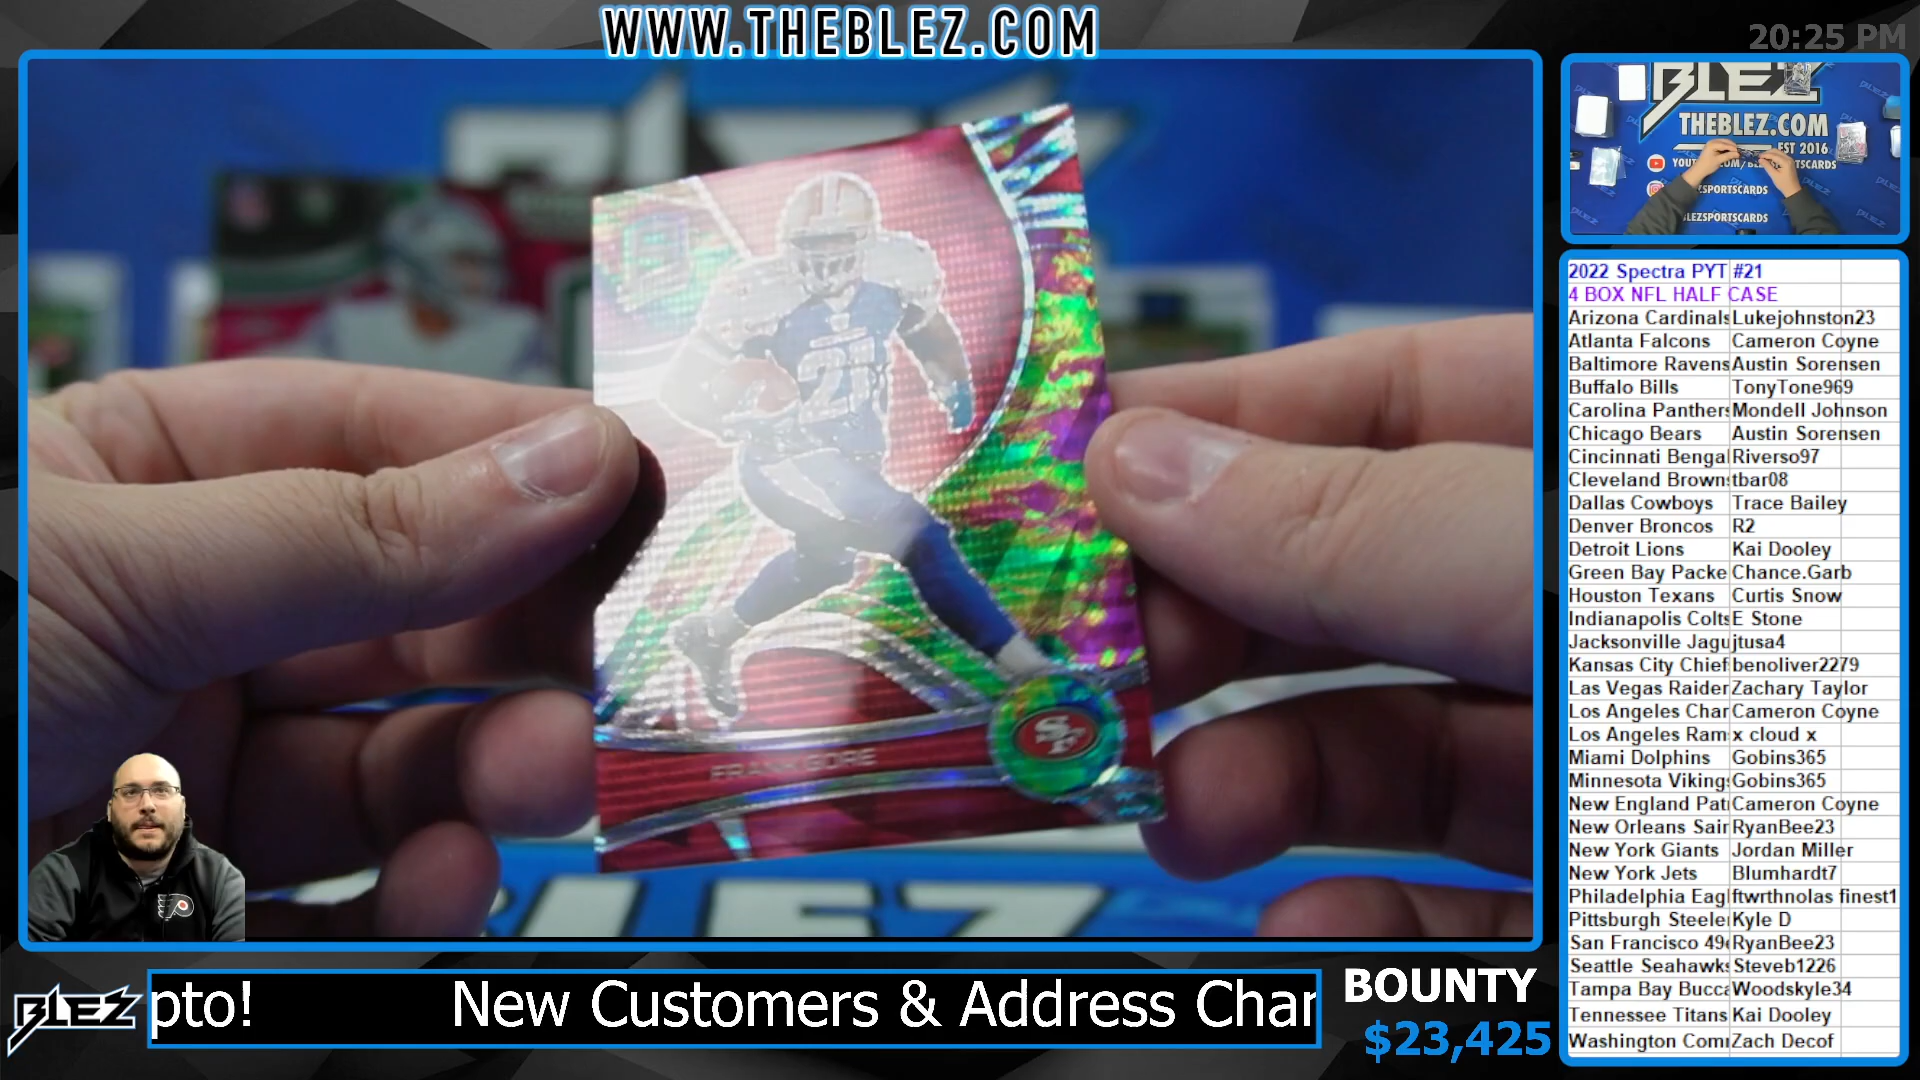 WWW.THEBLEZ.COM
20:25 PM
BLEZ
THEBLEZ.COM
EST 2016
21
FRANK GORE
SF
2022 Spectra PYT #21
4 BOX NFL HALF CASE
Arizona Cardinals Lukejohnston23
Atlanta Falcons Cameron Coyne
Baltimore Ravens Austin Sorensen
Buffalo Bills TonyTone969
Carolina Panthers Mondell Johnson
Chicago Bears Austin Sorensen
Cincinnati Bengal Riverso97
Cleveland Browns tbar08
Dallas Cowboys Trace Bailey
Denver Broncos R2
Detroit Lions Kai Dooley
Green Bay Packe Chance.Garb
Houston Texans Curtis Snow
Indianapolis Colts E Stone
Jacksonville Jagu jtusa4
Kansas City Chief benoliver2279
Las Vegas Raider Zachary Taylor
Los Angeles Char Cameron Coyne
Los Angeles Ram x cloud x
Miami Dolphins Gobins365
Minnesota Viking Gobins365
New England Pat Cameron Coyne
New Orleans Sain RyanBee23
New York Giants Jordan Miller
New York Jets Blumhardt7
Philadelphia Eagl ftwrthnolas finest1
Pittsburgh Steele Kyle D
San Francisco 49e RyanBee23
Seattle Seahawks Steveb1226
Tampa Bay Bucca Woodskyle34
Tennessee Titans Kai Dooley
Washington Com Zach Decof
BLEZ
pto! New Customers & Address Char
BOUNTY
$23,425